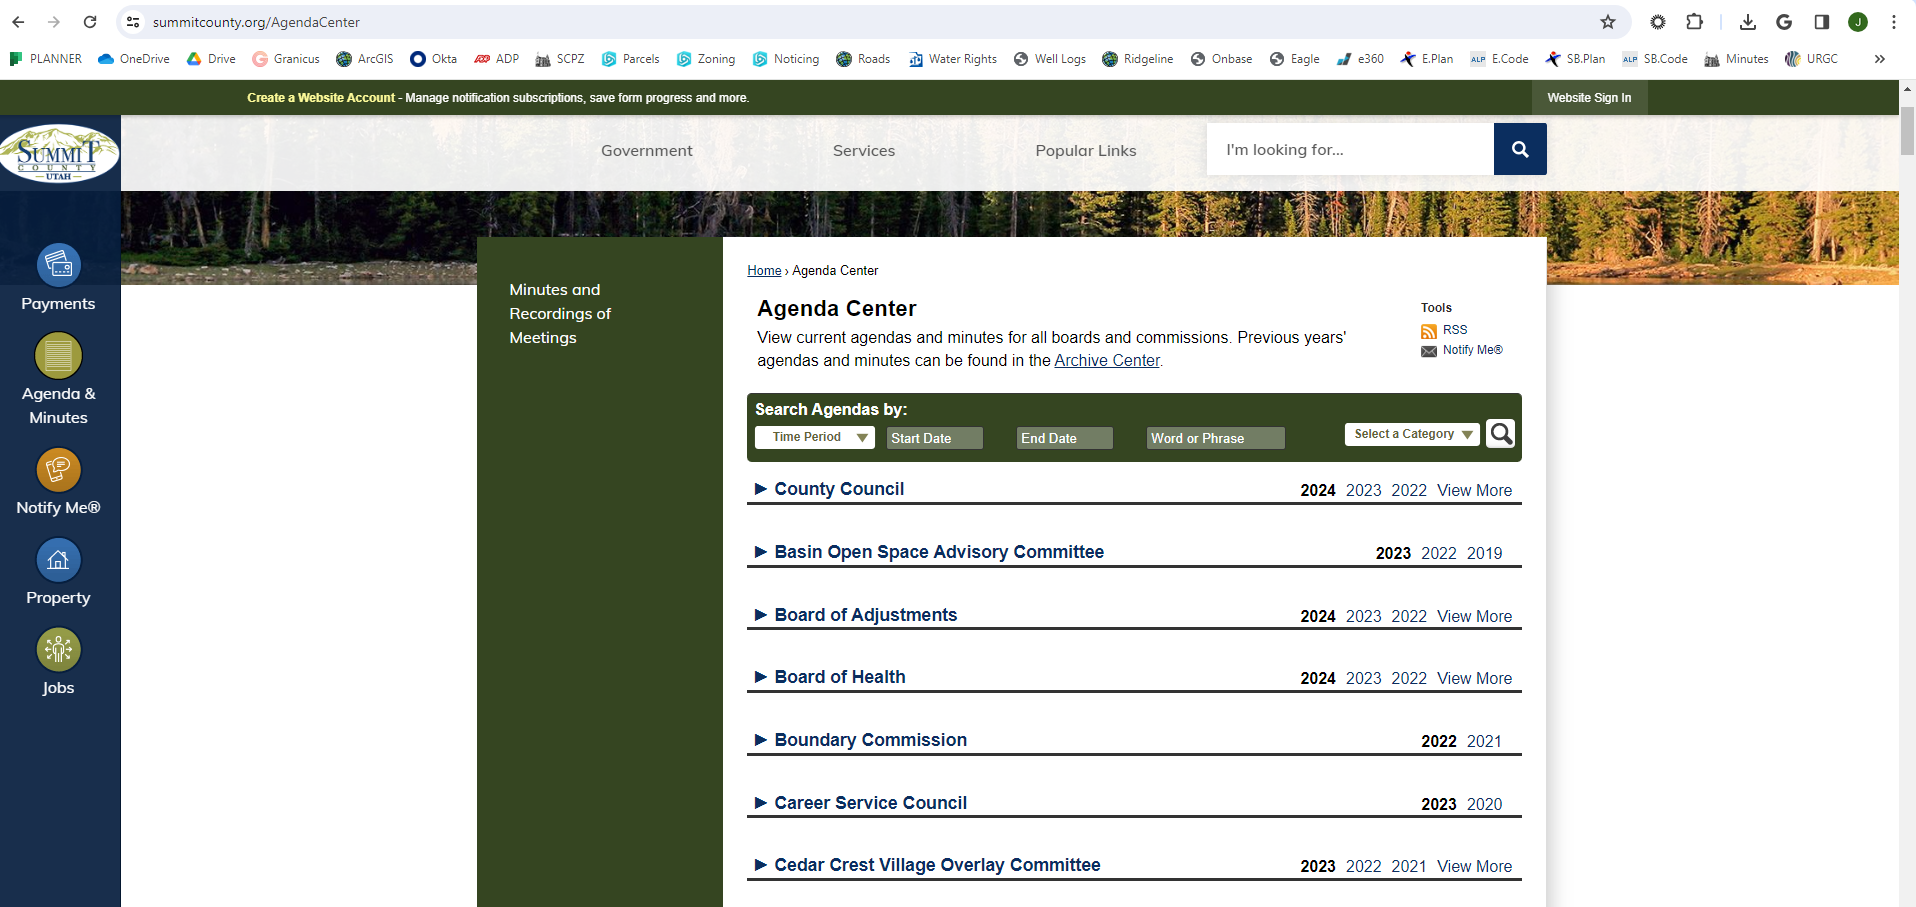 summitcounty.org/AgendaCenter
J
PLANNER OneDrive Drive Granicus ArcGIS Okta ADP SCPZ Parcels Zoning Noticing Roads Water Rights Well Logs Ridgeline Onbase Eagle e360 E.Plan ALP E.Code SB.Plan ALP SB.Code Minutes URGC
Create a Website Account - Manage notification subscriptions, save form progress and more.
Website Sign In
SUMMIT
COUNTY
UTAH
Government Services Popular Links
I'm looking for...
Payments
Agenda &
Minutes
Notify Me®
Property
Jobs
Minutes and
Recordings of
Meetings
Home › Agenda Center
Agenda Center
View current agendas and minutes for all boards and commissions. Previous years'
agendas and minutes can be found in the Archive Center.
Tools
RSS
Notify Me®
Search Agendas by:
Time Period Start Date End Date Word or Phrase Select a Category
County Council 2024 2023 2022 View More
Basin Open Space Advisory Committee 2023 2022 2019
Board of Adjustments 2024 2023 2022 View More
Board of Health 2024 2023 2022 View More
Boundary Commission 2022 2021
Career Service Council 2023 2020
Cedar Crest Village Overlay Committee 2023 2022 2021 View More